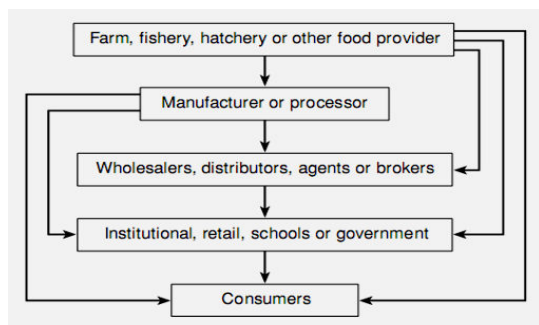 Farm, fishery, hatchery or other food provider
Manufacturer or processor
Wholesalers, distributors, agents or brokers
Institutional, retail, schools or government
Consumers